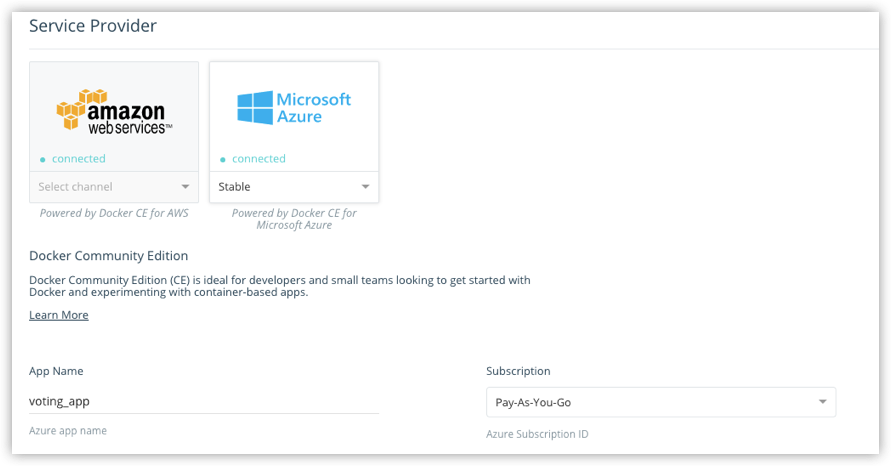 Service Provider
amazon
web services™
Microsoft
Azure
connected
connected
Select channel
Stable
Powered by Docker CE for AWS
Powered by Docker CE for
Microsoft Azure
Docker Community Edition
Docker Community Edition (CE) is ideal for developers and small teams looking to get started with
Docker and experimenting with container-based apps.
Learn More
App Name
Subscription
voting_app
Pay-As-You-Go
Azure app name
Azure Subscription ID